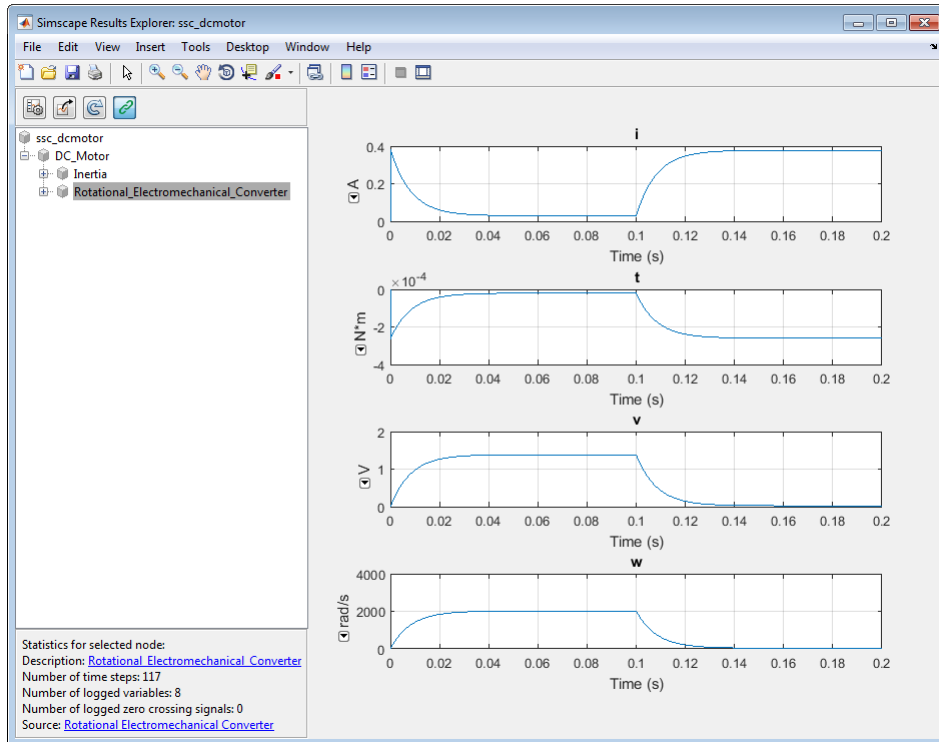 Simscape Results Explorer: ssc_dcmotor
File Edit View Insert Tools Desktop Window Help
ssc_dcmotor
DC_Motor
Inertia
Rotational_Electromechanical_Converter
Statistics for selected node:
Description: Rotational Electromechanical Converter
Number of time steps: 117
Number of logged variables: 8
Number of logged zero crossing signals: 0
Source: Rotational Electromechanical Converter
i
0.4
0.2
0
A
0 0.02 0.04 0.06 0.08 0.1 0.12 0.14 0.16 0.18 0.2
Time (s)
×10⁻⁴
t
0
-2
-4
N*m
0 0.02 0.04 0.06 0.08 0.1 0.12 0.14 0.16 0.18 0.2
Time (s)
v
2
1
0
V
0 0.02 0.04 0.06 0.08 0.1 0.12 0.14 0.16 0.18 0.2
Time (s)
w
4000
2000
0
rad/s
0 0.02 0.04 0.06 0.08 0.1 0.12 0.14 0.16 0.18 0.2
Time (s)